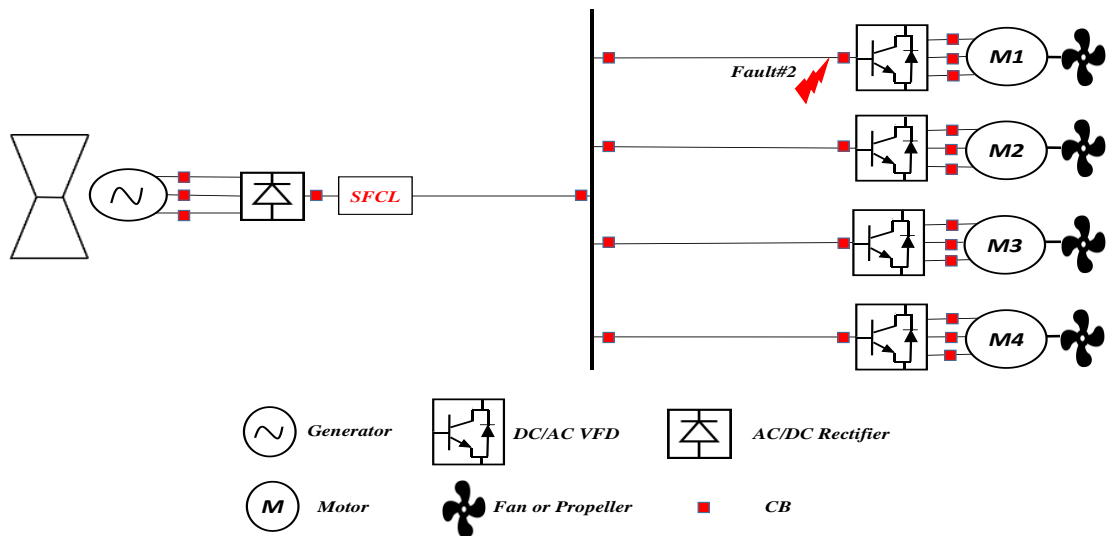 Fault#2
M1
M2
SFCL
M3
M4
Generator
DC/AC VFD
AC/DC Rectifier
M
Motor
Fan or Propeller
CB